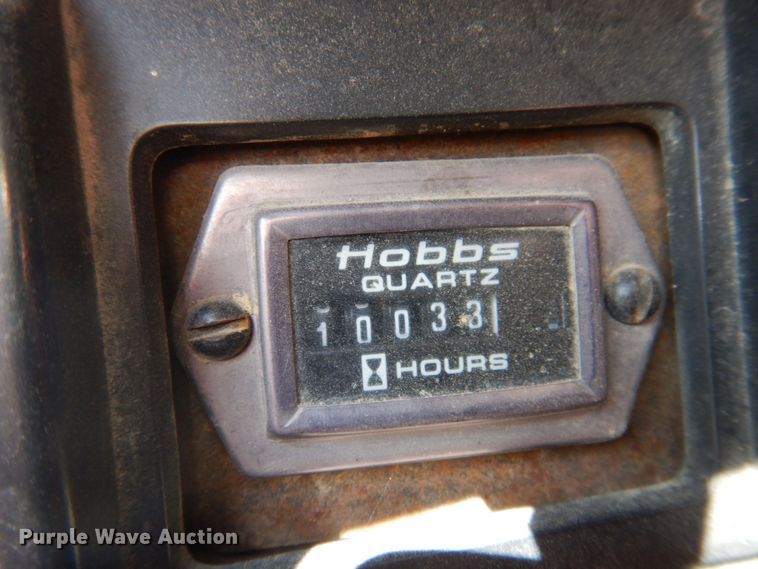 Hobbs
QUARTZ
10033
HOURS
Purple Wave Auction